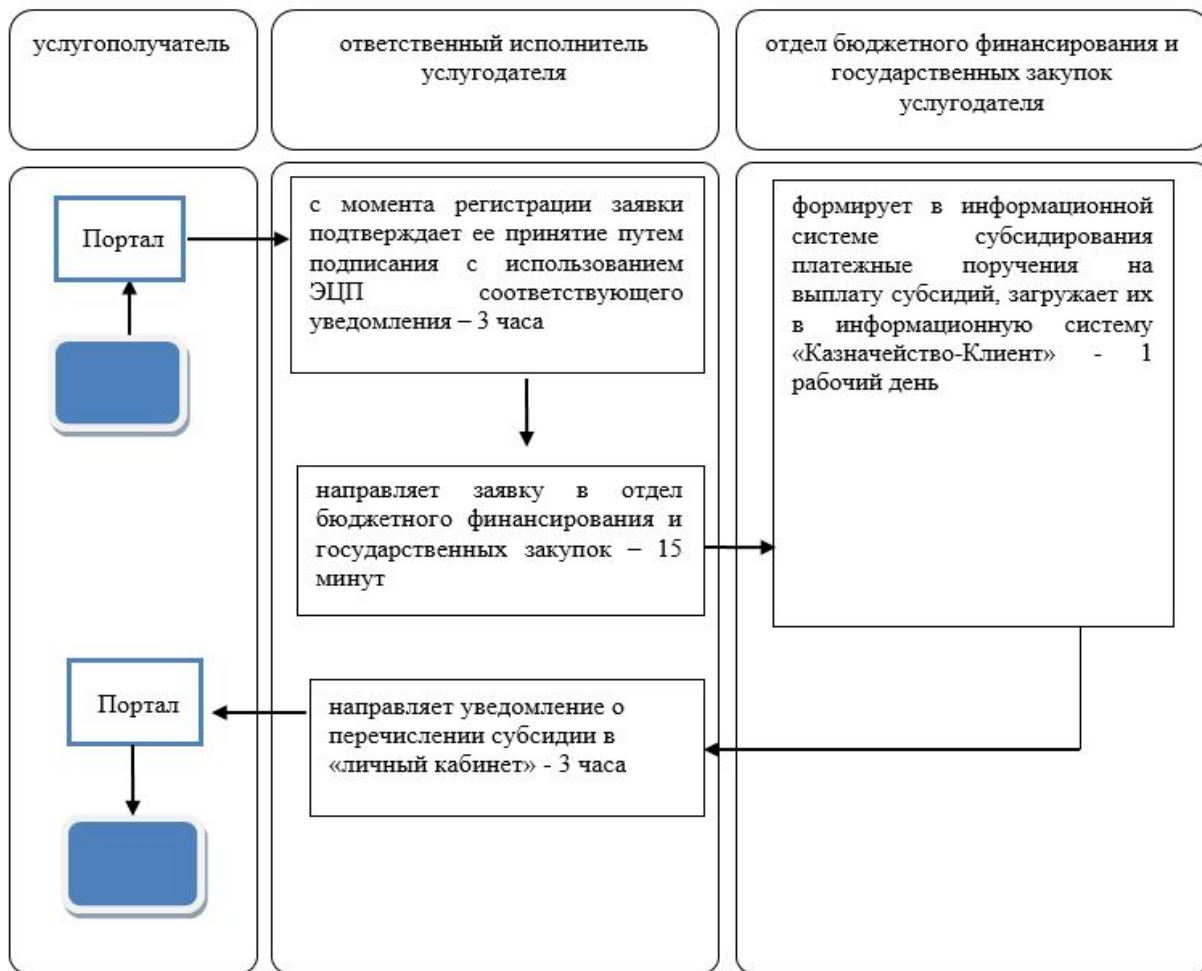 услугополучатель
ответственный исполнитель
услугодателя
отдел бюджетного финансирования и
государственных закупок
услугодателя
Портал
с момента регистрации заявки
подтверждает ее принятие путем
подписания с использованием
ЭЦП соответствующего
уведомления – 3 часа
направляет заявку в отдел
бюджетного финансирования и
государственных закупок – 15
минут
формирует в информационной
системе субсидирования
платежные поручения на
выплату субсидий, загружает их
в информационную систему
«Казначейство-Клиент» - 1
рабочий день
направляет уведомление о
перечислении субсидии в
«личный кабинет» - 3 часа
Портал